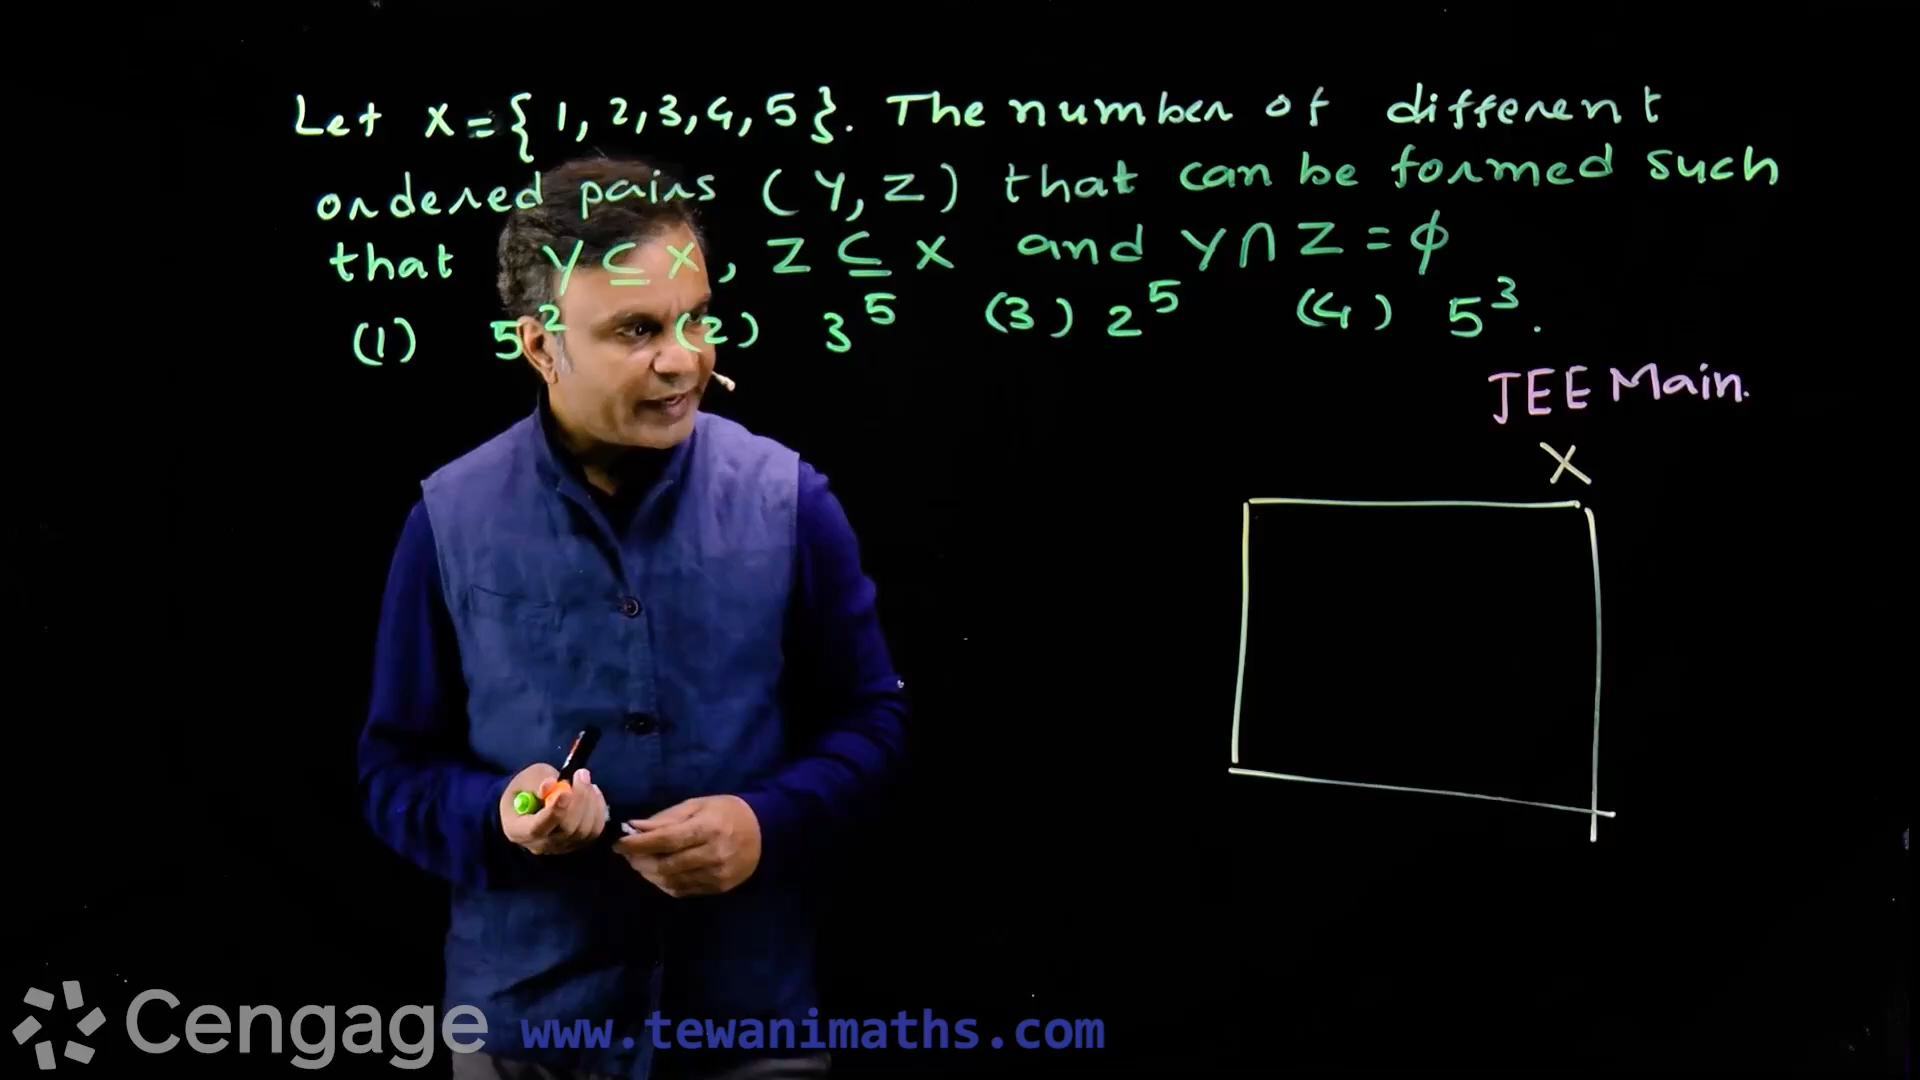 Let X = { 1, 2, 3, 4, 5 }. The number of different
ordered pairs (Y, Z) that can be formed such
that Y ⊆ X, Z ⊆ X and Y ∩ Z = ϕ
(1) 5² (2) 3⁵ (3) 2⁵ (4) 5³.
JEE Main.
X
Cengage www.tewanimaths.com